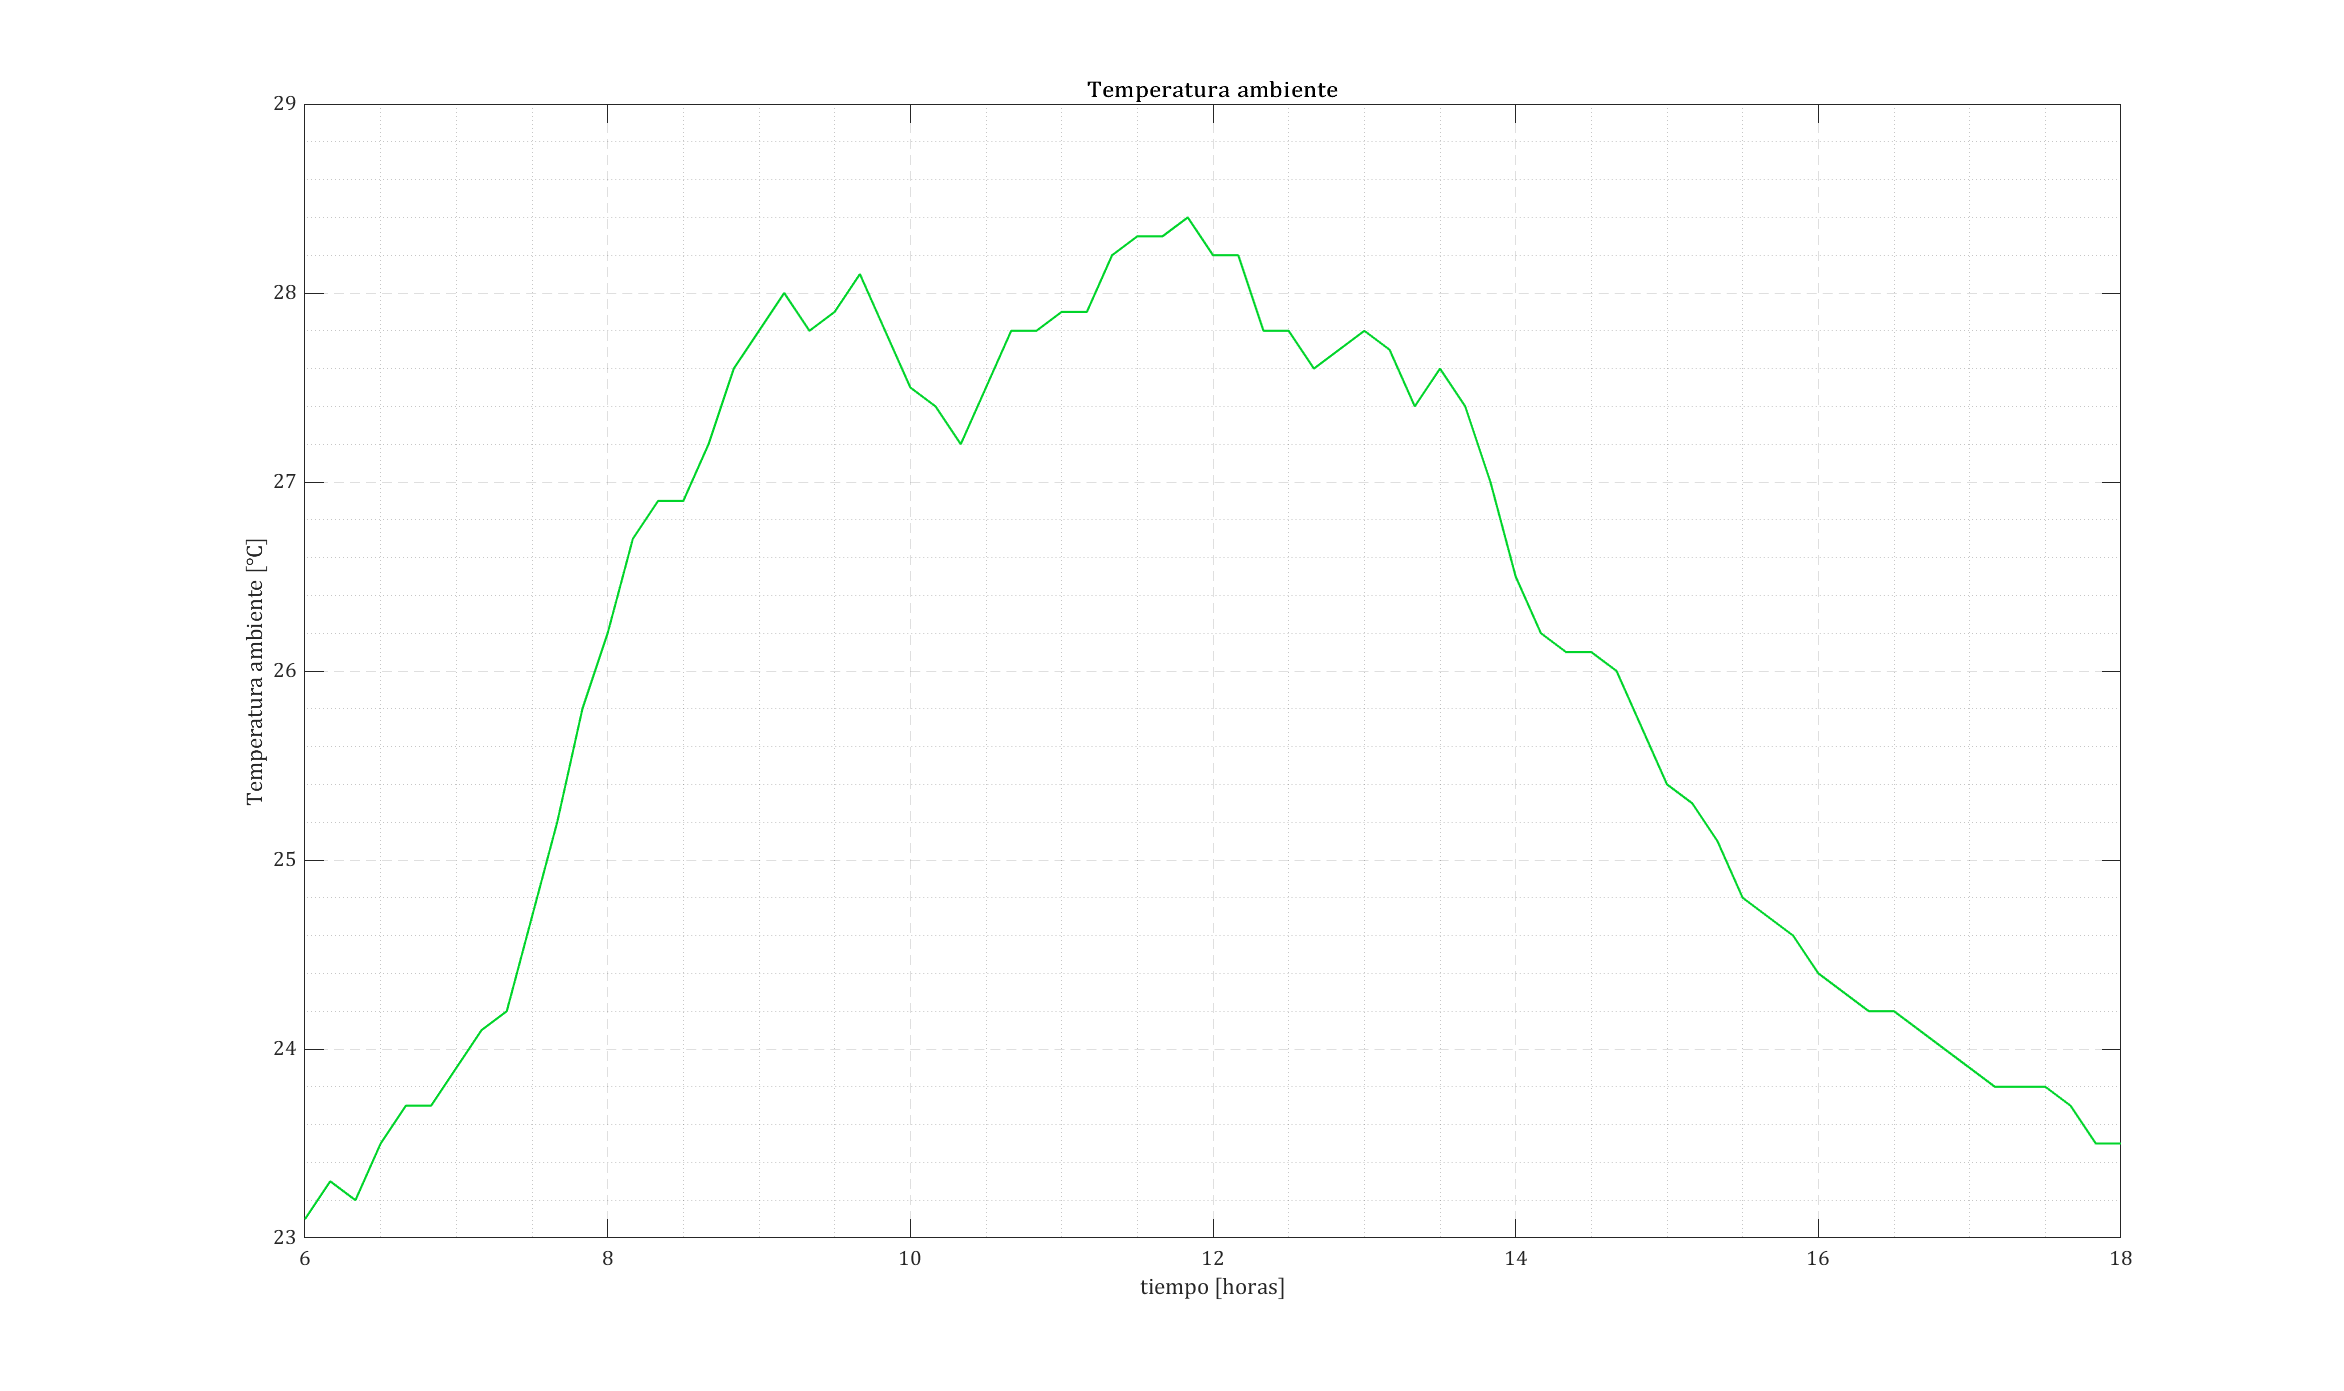 Temperatura ambiente
29
28
27
26
25
24
23
Temperatura ambiente [°C]
6 8 10 12 14 16 18
tiempo [horas]